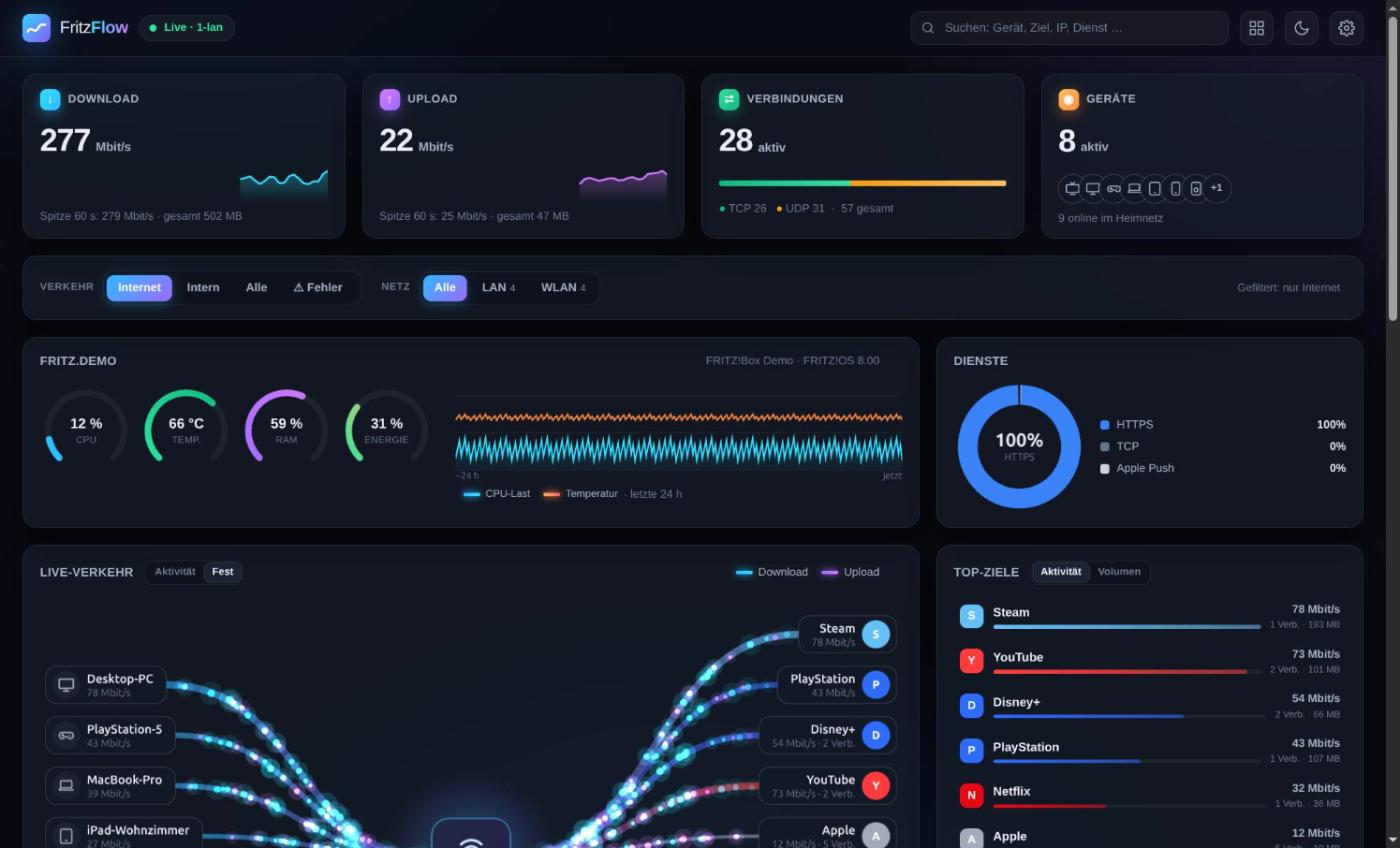 FritzFlow
Live · 1-lan
Suchen: Gerät, Ziel, IP, Dienst …
↓ DOWNLOAD
277 Mbit/s
Spitze 60 s: 279 Mbit/s · gesamt 502 MB
↑ UPLOAD
22 Mbit/s
Spitze 60 s: 25 Mbit/s · gesamt 47 MB
⇄ VERBINDUNGEN
28 aktiv
TCP 26 UDP 31 · 57 gesamt
GERÄTE
8 aktiv
+1
9 online im Heimnetz
VERKEHR Internet Intern Alle ⚠ Fehler NETZ Alle LAN 4 WLAN 4 Gefiltert: nur Internet
FRITZ.DEMO FRITZ!Box Demo · FRITZ!OS 8.00
12 % 66 °C 59 % 31 %
CPU TEMP. RAM ENERGIE
−24 h jetzt
CPU-Last Temperatur · letzte 24 h
DIENSTE
100%
HTTPS
HTTPS 100%
TCP 0%
Apple Push 0%
LIVE-VERKEHR Aktivität Fest Download Upload
Desktop-PC
78 Mbit/s
PlayStation-5
43 Mbit/s
MacBook-Pro
39 Mbit/s
iPad-Wohnzimmer
27 Mbit/s
Steam S
78 Mbit/s
PlayStation P
43 Mbit/s
Disney+ D
54 Mbit/s · 2 Verb.
YouTube Y
73 Mbit/s · 2 Verb.
Apple A
12 Mbit/s · 5 Verb.
TOP-ZIELE Aktivität Volumen
S Steam 78 Mbit/s
1 Verb. · 193 MB
Y YouTube 73 Mbit/s
2 Verb. · 101 MB
D Disney+ 54 Mbit/s
2 Verb. · 66 MB
P PlayStation 43 Mbit/s
1 Verb. · 107 MB
N Netflix 32 Mbit/s
1 Verb. · 36 MB
A Apple 12 Mbit/s